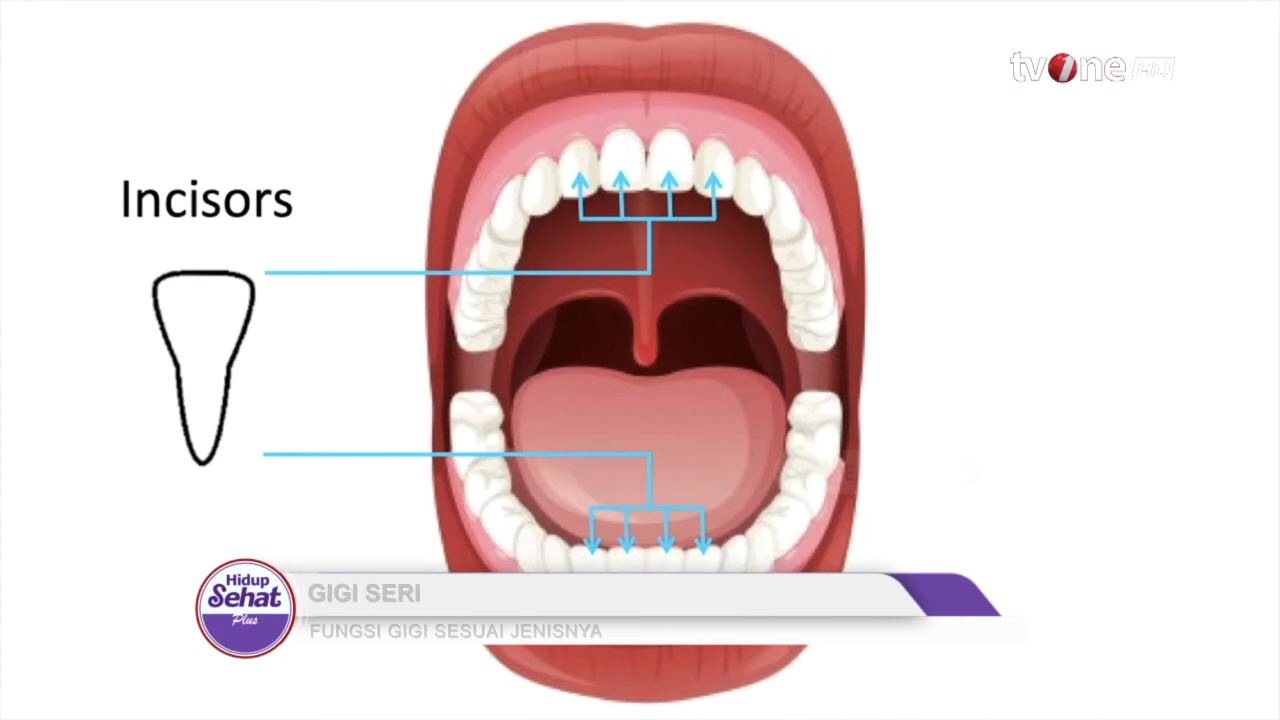 tvOne HD
Incisors
Hidup
Sehat
Plus
GIGI SERI
FUNGSI GIGI SESUAI JENISNYA